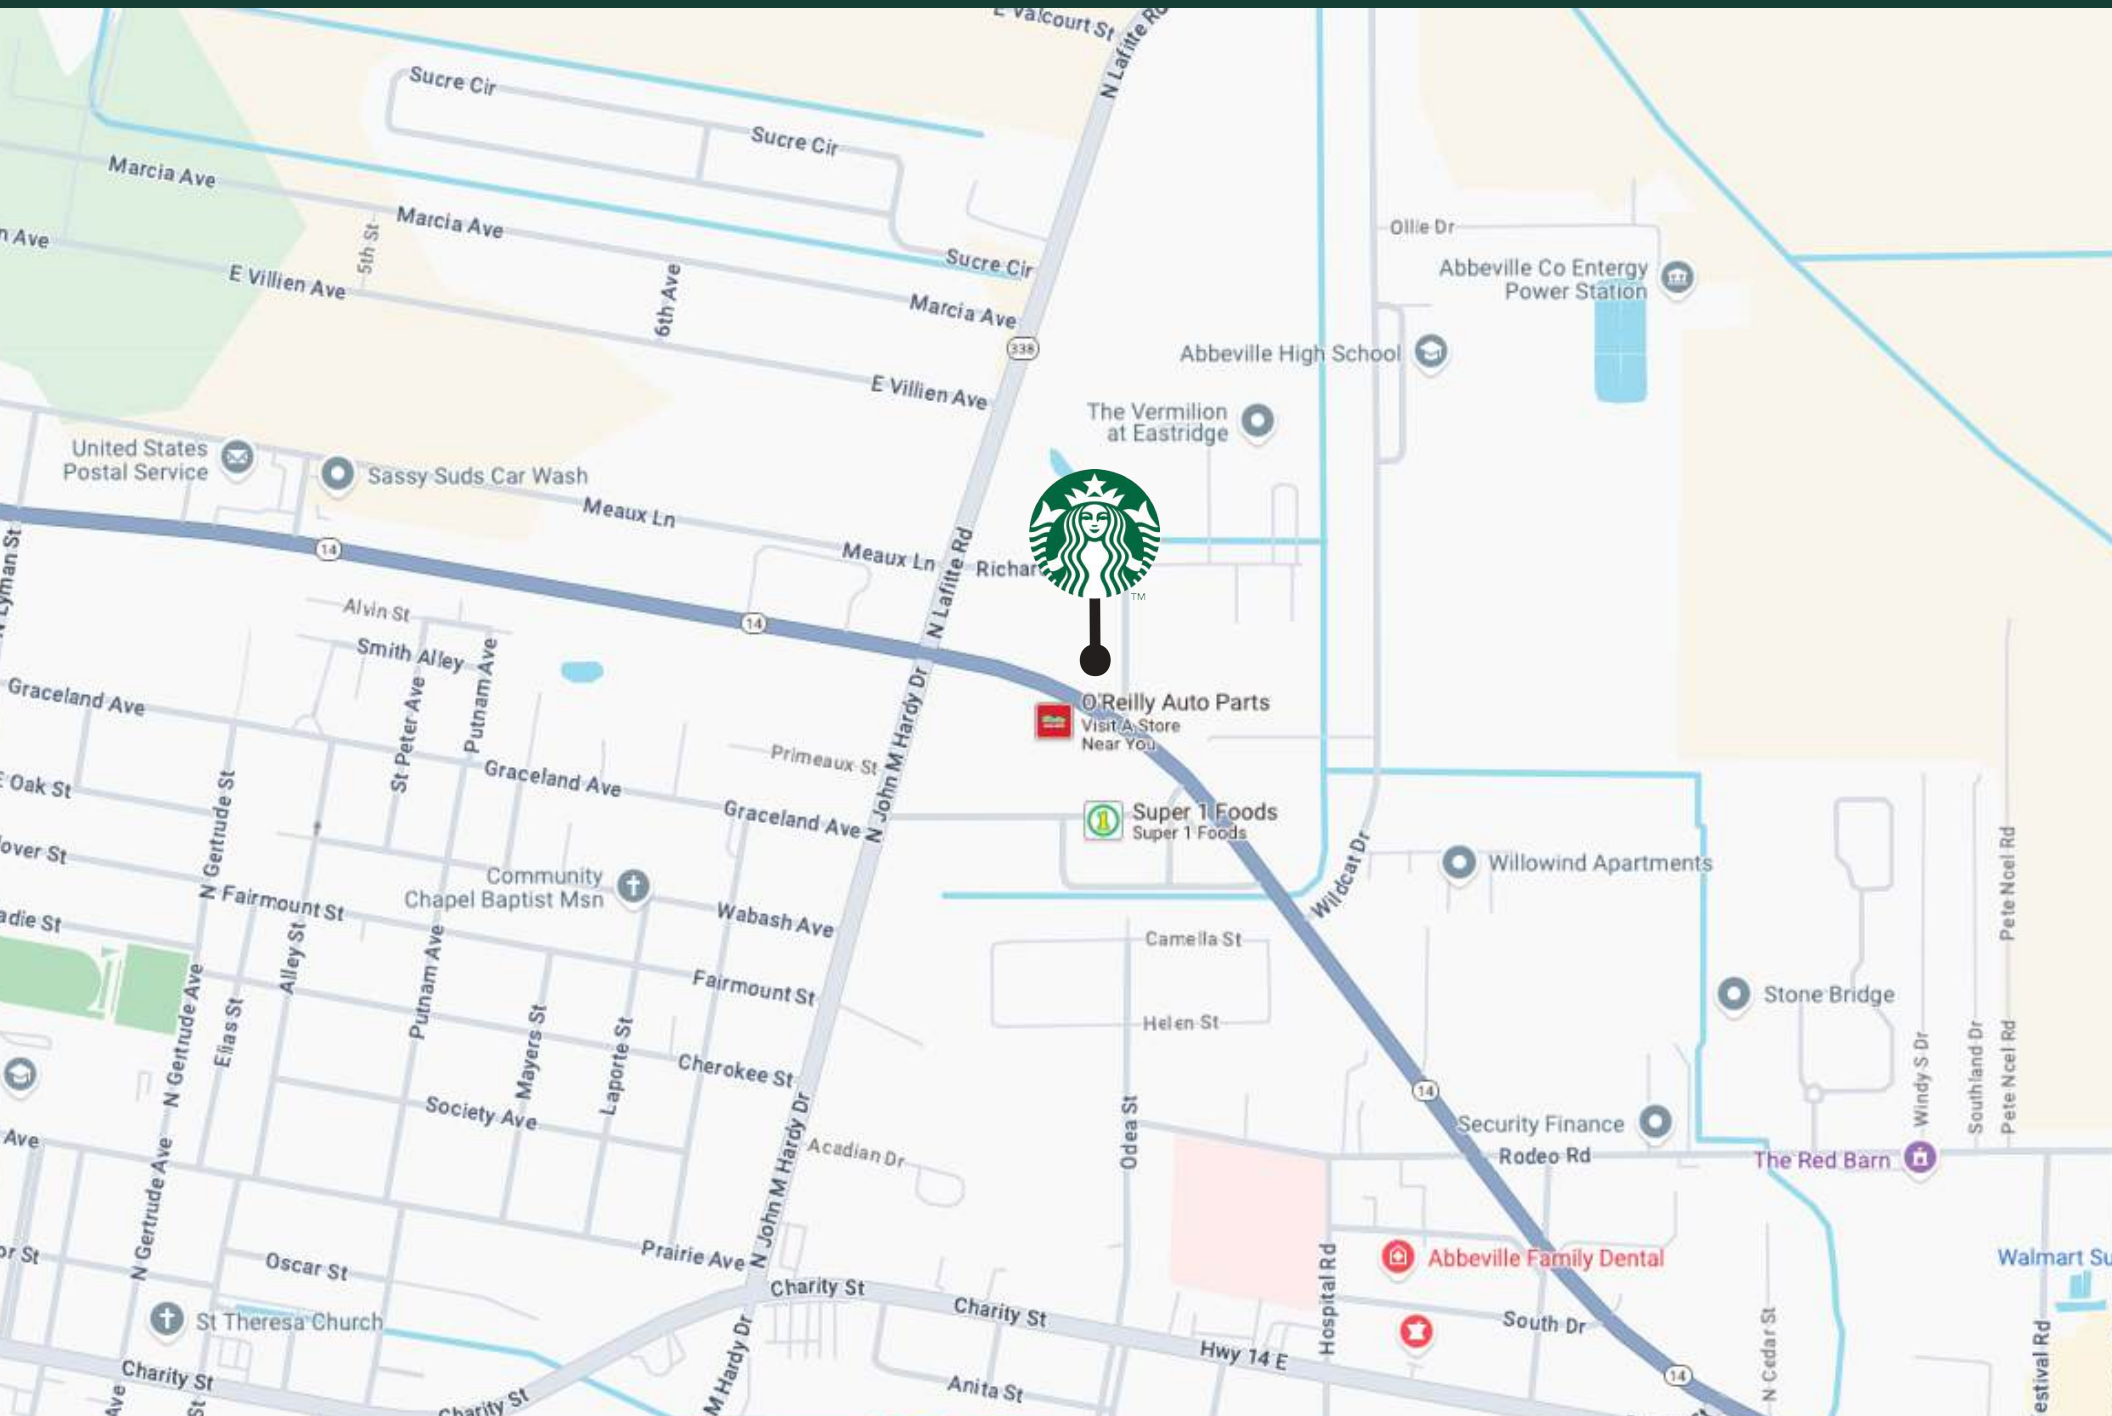 E Valcourt St
N Lafitte Rd
Sucre Cir
Sucre Cir
Marcia Ave
Marcia Ave
5th St
Ollie Dr
n Ave
Sucre Cir
Abbeville Co Entergy
Power Station
E Villien Ave
6th Ave
Marcia Ave
338
Abbeville High School
E Villien Ave
The Vermilion
at Eastridge
United States
Postal Service
Sassy Suds Car Wash
Meaux Ln
14
Meaux Ln
N Lafitte Rd
Richar
TM
N Lyman St
Alvin St
14
Smith Alley
Putnam Ave
St Peter Ave
Graceland Ave
N John M Hardy Dr
O'Reilly Auto Parts
Visit A Store
Near You
Primeaux St
E Oak St
N Gertrude St
Graceland Ave
Graceland Ave
1
Super 1 Foods
Super 1 Foods
over St
Wildcat Dr
Willowind Apartments
Pete Noel Rd
Community
Chapel Baptist Msn
Fairmount St
Wabash Ave
adie St
Alley St
Putnam Ave
Camella St
Fairmount St
Stone Bridge
N Gertrude Ave
Elias St
Mayers St
Laporte St
Helen St
Cherokee St
Windy S Dr
Southland Dr
Pete Noel Rd
14
Society Ave
N John M Hardy Dr
Odea St
Security Finance
Rodeo Rd
Ave
Acadian Dr
The Red Barn
N Gertrude Ave
or St
Oscar St
Prairie Ave
Hospital Rd
Abbeville Family Dental
Walmart Su
Charity St
Charity St
St Theresa Church
South Dr
Hwy 14 E
N Cedar St
estival Rd
Charity St
M Hardy Dr
Anita St
14
Ave
St
Charity St